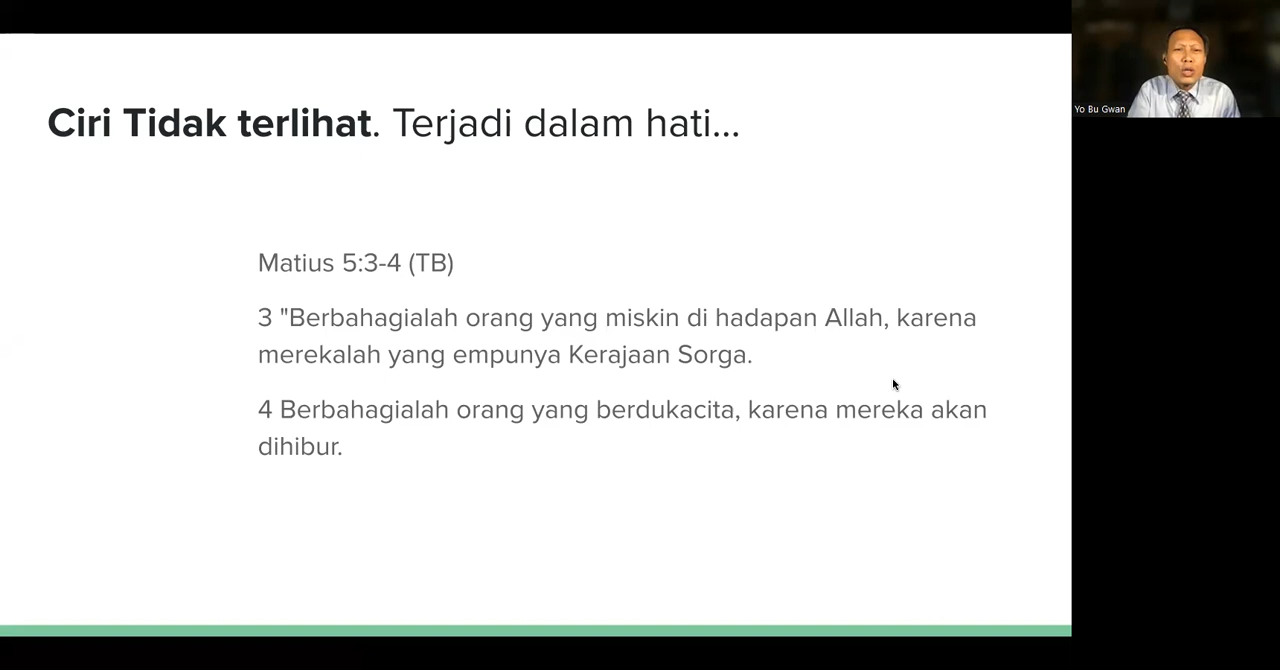 Ciri Tidak terlihat. Terjadi dalam hati...
Yo Bu Gwan
Matius 5:3-4 (TB)
3 "Berbahagialah orang yang miskin di hadapan Allah, karena
merekalah yang empunya Kerajaan Sorga.
4 Berbahagialah orang yang berdukacita, karena mereka akan
dihibur.